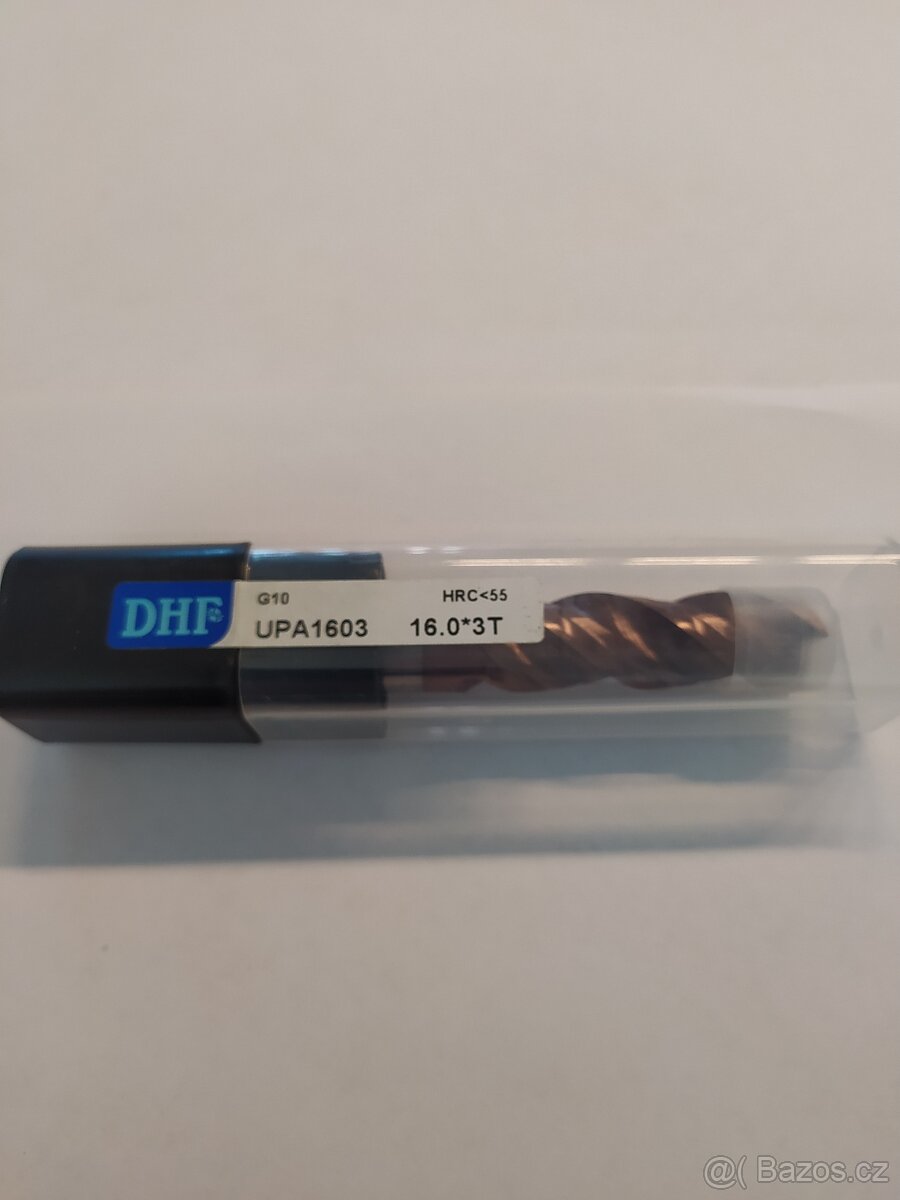 DHF
G10 HRC<55
UPA1603 16.0*3T
@( Bazos.cz